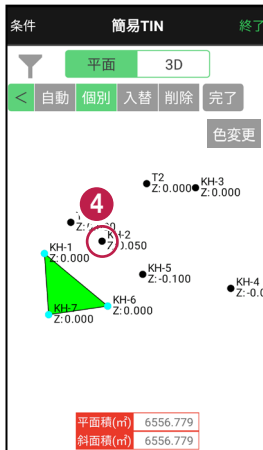 条件 簡易TIN 終了
平面 3D
< 自動 個別 入替 削除 完了
色変更
T2
Z:0.000
KH-3
Z:0.000
4
KH-2
Z:0.050
KH-1
Z:0.000
KH-5
Z:-0.100
KH-4
KH-6
Z:0.000
KH-7
Z:0.000
平面積(㎡) 6556.779
斜面積(㎡) 6556.779